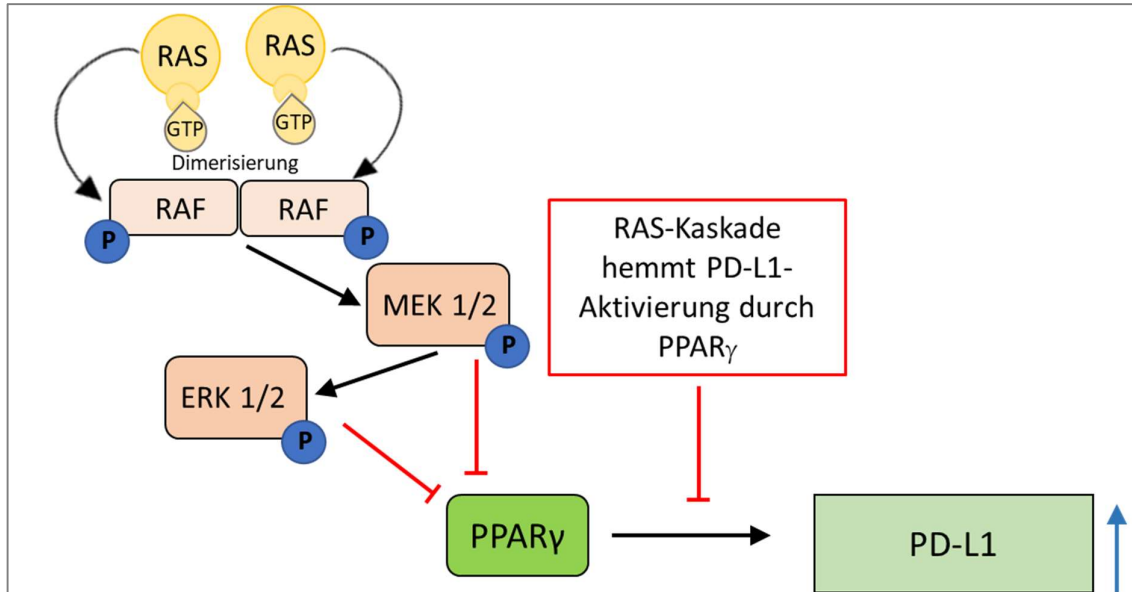 RAS
RAS
GTP
GTP
Dimerisierung
RAF
RAF
P
P
MEK 1/2
P
ERK 1/2
P
RAS-Kaskade
hemmt PD-L1-
Aktivierung durch
PPARγ
PPARγ
PD-L1